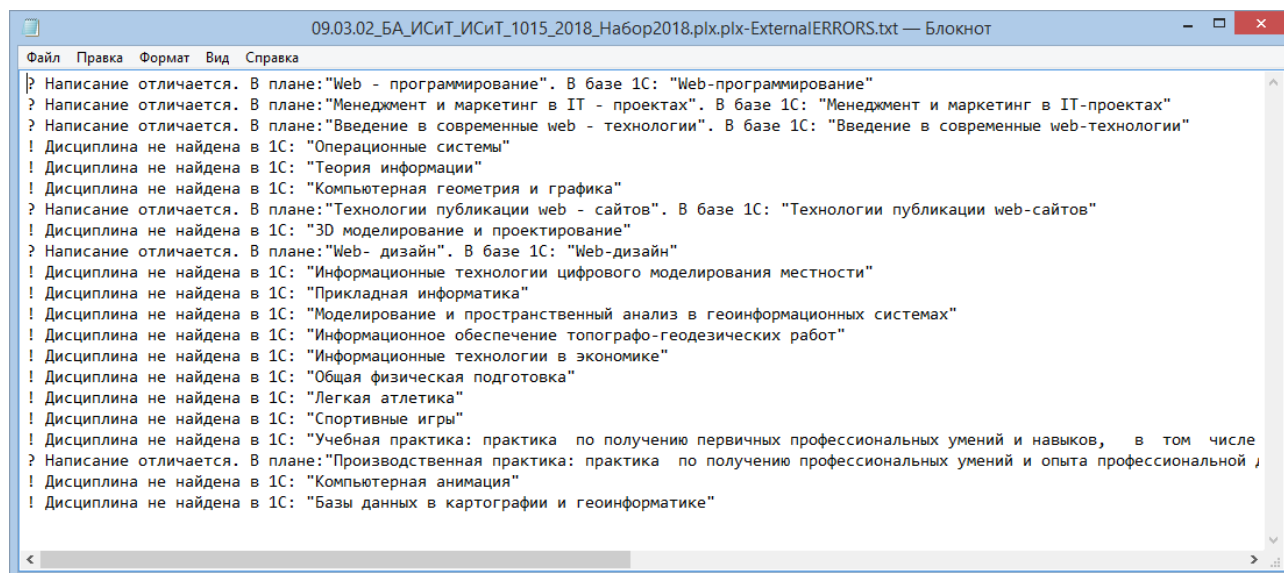 09.03.02_БА_ИСиТ_ИСиТ_1015_2018_Набор2018.plx.plx-ExternalERRORS.txt — Блокнот
Файл Правка Формат Вид Справка
? Написание отличается. В плане:"Web - программирование". В базе 1С: "Web-программирование"
? Написание отличается. В плане:"Менеджмент и маркетинг в IT - проектах". В базе 1С: "Менеджмент и маркетинг в IT-проектах"
? Написание отличается. В плане:"Введение в современные web - технологии". В базе 1С: "Введение в современные web-технологии"
! Дисциплина не найдена в 1С: "Операционные системы"
! Дисциплина не найдена в 1С: "Теория информации"
! Дисциплина не найдена в 1С: "Компьютерная геометрия и графика"
? Написание отличается. В плане:"Технологии публикации web - сайтов". В базе 1С: "Технологии публикации web-сайтов"
! Дисциплина не найдена в 1С: "3D моделирование и проектирование"
? Написание отличается. В плане:"Web- дизайн". В базе 1С: "Web-дизайн"
! Дисциплина не найдена в 1С: "Информационные технологии цифрового моделирования местности"
! Дисциплина не найдена в 1С: "Прикладная информатика"
! Дисциплина не найдена в 1С: "Моделирование и пространственный анализ в геоинформационных системах"
! Дисциплина не найдена в 1С: "Информационное обеспечение топографо-геодезических работ"
! Дисциплина не найдена в 1С: "Информационные технологии в экономике"
! Дисциплина не найдена в 1С: "Общая физическая подготовка"
! Дисциплина не найдена в 1С: "Легкая атлетика"
! Дисциплина не найдена в 1С: "Спортивные игры"
! Дисциплина не найдена в 1С: "Учебная практика: практика  по получению первичных профессиональных умений и навыков,   в  том  числе
? Написание отличается. В плане:"Производственная практика: практика  по получению профессиональных умений и опыта профессиональной
! Дисциплина не найдена в 1С: "Компьютерная анимация"
! Дисциплина не найдена в 1С: "Базы данных в картографии и геоинформатике"